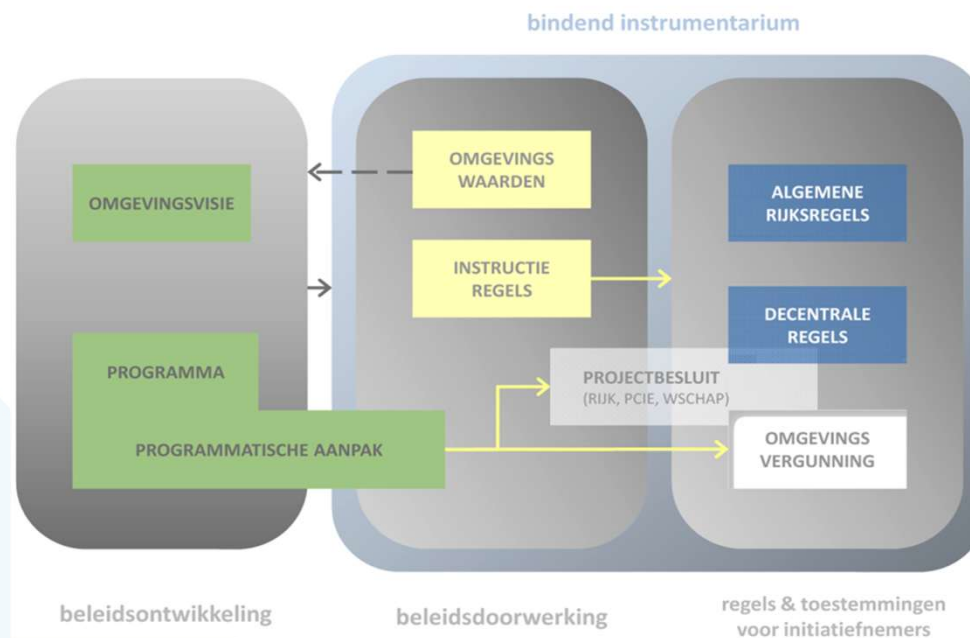 bindend instrumentarium
OMGEVINGSVISIE
PROGRAMMA
PROGRAMMATISCHE AANPAK
OMGEVINGS
WAARDEN
INSTRUCTIE
REGELS
PROJECTBESLUIT
(RIJK, PCIE, WSCHAP)
ALGEMENE
RIJKSREGELS
DECENTRALE
REGELS
OMGEVINGS
VERGUNNING
beleidsontwikkeling
beleidsdoorwerking
regels & toestemmingen
voor initiatiefnemers